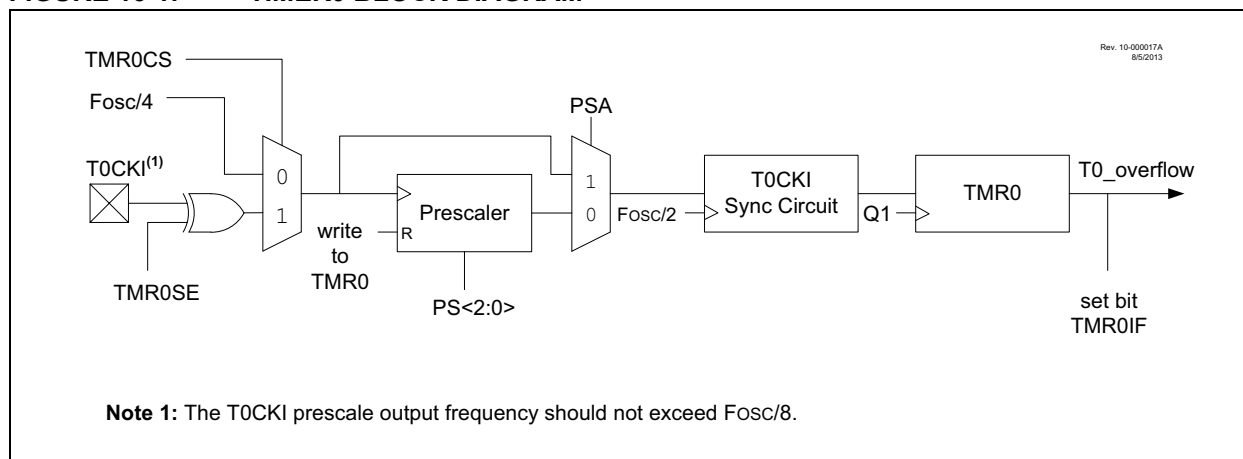 Rev. 10-000017A
8/5/2013
TMR0CS
Fosc/4
PSA
T0CKI(1)
T0_overflow
0
1
1
0
T0CKI
Sync Circuit
TMR0
Prescaler
Fosc/2
Q1
write
to
TMR0
R
TMR0SE
PS<2:0>
set bit
TMR0IF
Note 1: The T0CKI prescale output frequency should not exceed FOSC/8.